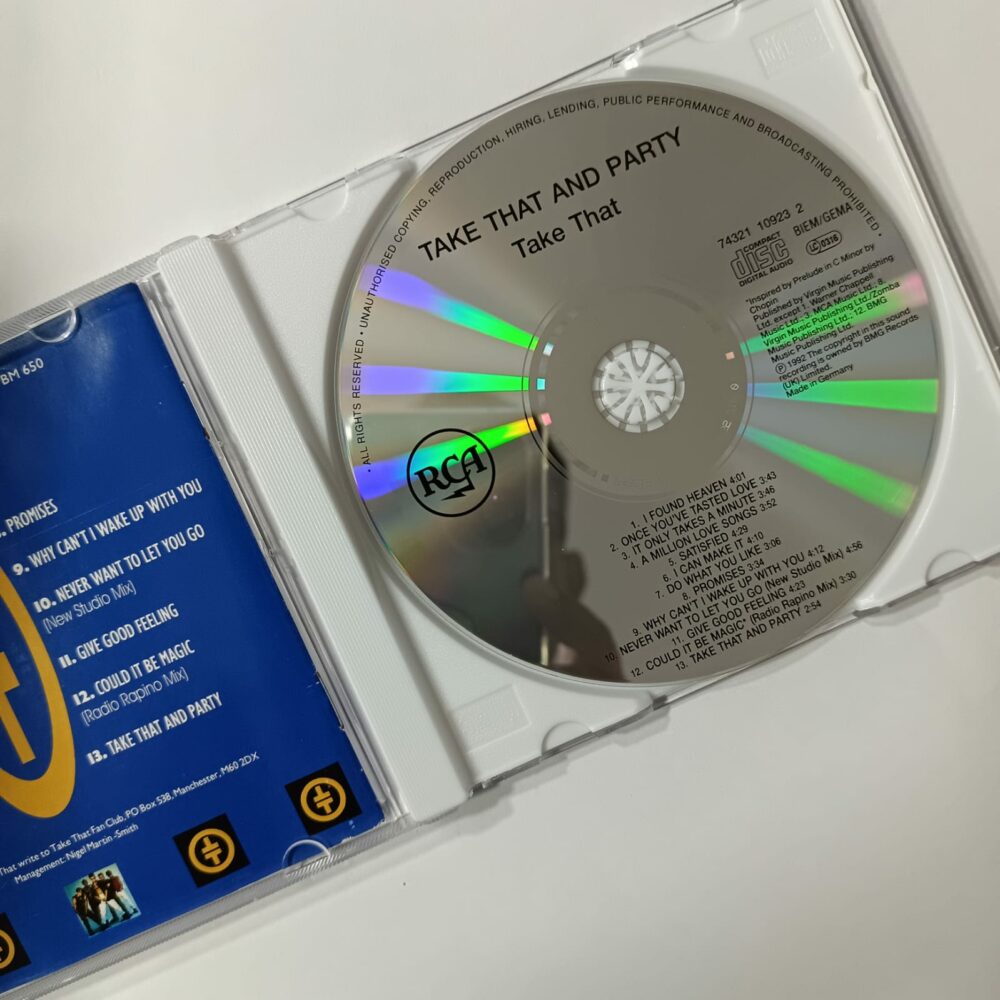 BM 650
PROMISES
9. WHY CAN'T I WAKE UP WITH YOU
10. NEVER WANT TO LET YOU GO
(New Studio Mix)
11. GIVE GOOD FEELING
12. COULD IT BE MAGIC
(Radio Rapino Mix)
13. TAKE THAT AND PARTY
That write to Take That Fan Club, PO Box 538, Manchester, M60 2DX
Management: Nigel Martin-Smith
• ALL RIGHTS RESERVED • UNAUTHORISED COPYING, REPRODUCTION, HIRING, LENDING, PUBLIC PERFORMANCE AND BROADCASTING PROHIBITED •
TAKE THAT AND PARTY
Take That
74321 10923 2
COMPACT disc DIGITAL AUDIO
BIEM/GEMA
LC 0316
"Inspired by Prelude in C Minor by
Chopin
Published by Virgin Music Publishing
Ltd. except 1. Warner Chappell
Music Ltd.; 3. MCA Music Ltd.; 8.
Virgin Music Publishing Ltd./Zomba
Music Publishing Ltd.; 12. BMG
Music Publishing Ltd.
Ⓟ 1992 The copyright in this sound
recording is owned by BMG Records
(UK) Limited.
Made in Germany
RCA
1. I FOUND HEAVEN 4:01
2. ONCE YOU'VE TASTED LOVE 3:43
3. IT ONLY TAKES A MINUTE 3:46
4. A MILLION LOVE SONGS 3:52
5. SATISFIED 4:29
6. I CAN MAKE IT 4:10
7. DO WHAT YOU LIKE 3:06
8. PROMISES 3:34
9. WHY CAN'T I WAKE UP WITH YOU 4:12
10. NEVER WANT TO LET YOU GO (New Studio Mix) 4:56
11. GIVE GOOD FEELING 4:23
12. COULD IT BE MAGIC* (Radio Rapino Mix) 3:30
13. TAKE THAT AND PARTY 2:54